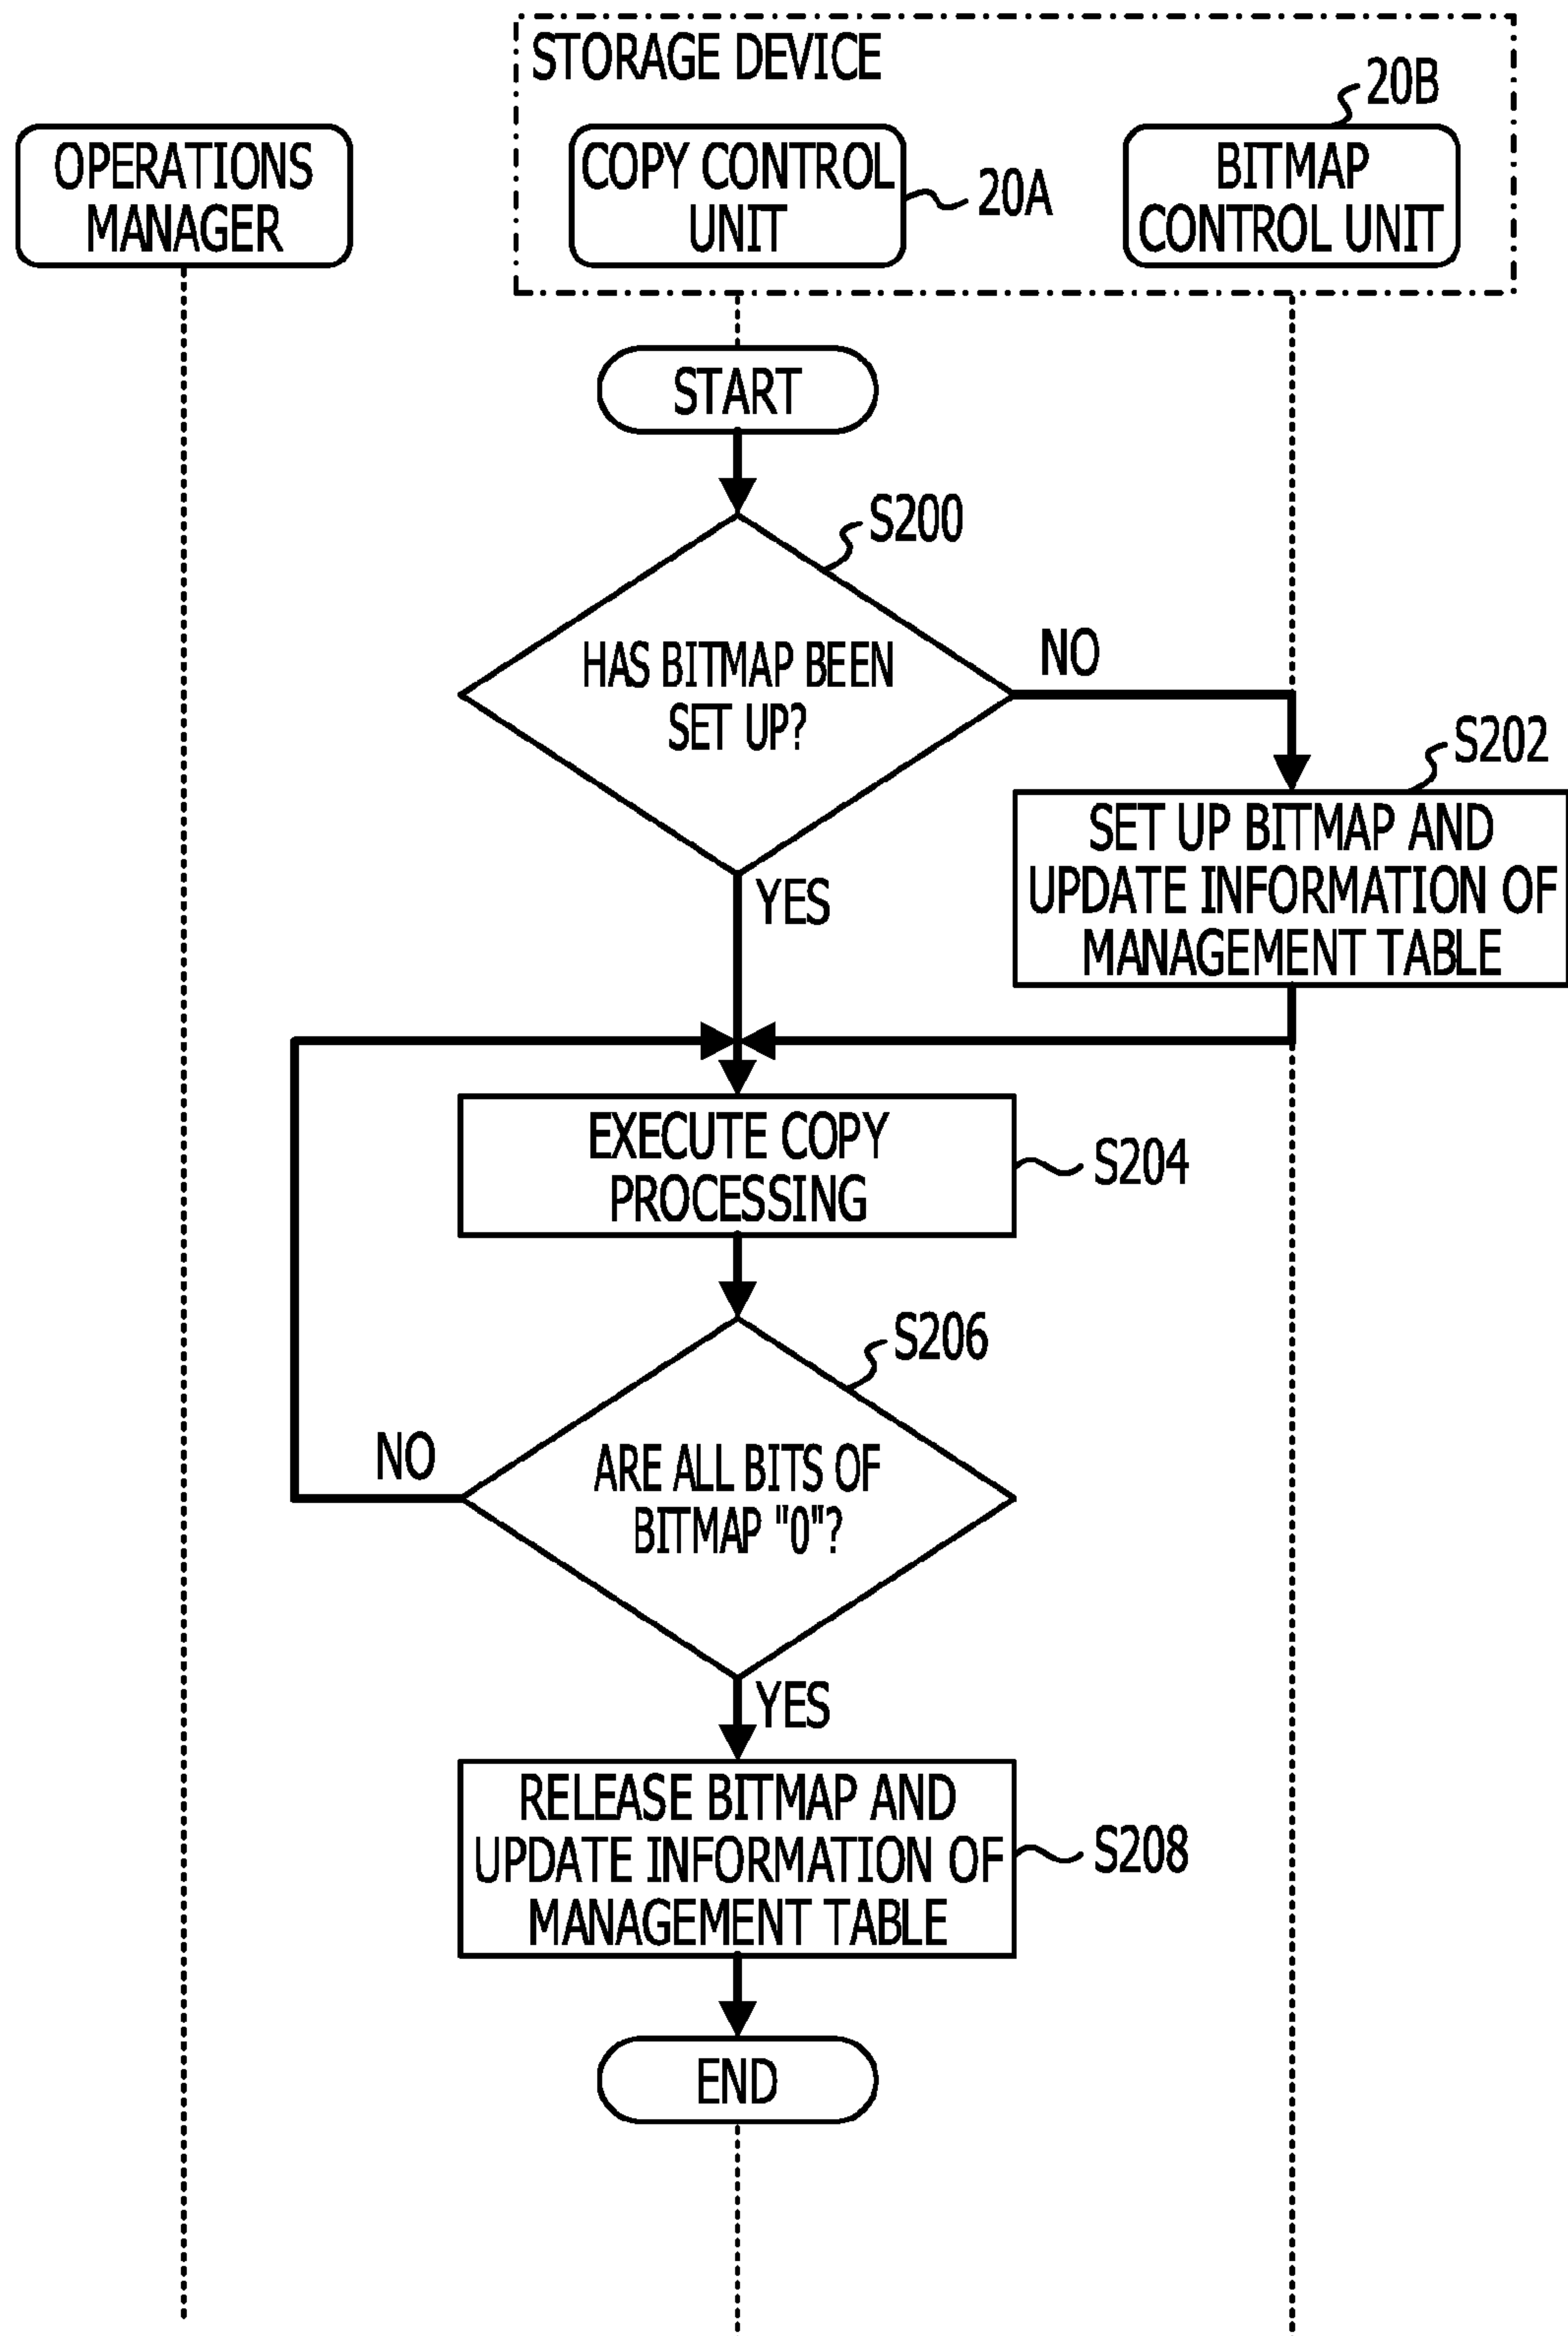 STORAGE DEVICE
20B
OPERATIONS
MANAGER
COPY CONTROL
UNIT
20A
BITMAP
CONTROL UNIT
START
S200
HAS BITMAP BEEN
SET UP?
NO
S202
SET UP BITMAP AND
UPDATE INFORMATION OF
MANAGEMENT TABLE
YES
EXECUTE COPY
PROCESSING
S204
S206
ARE ALL BITS OF
BITMAP "0"?
NO
YES
RELEASE BITMAP AND
UPDATE INFORMATION OF
MANAGEMENT TABLE
S208
END